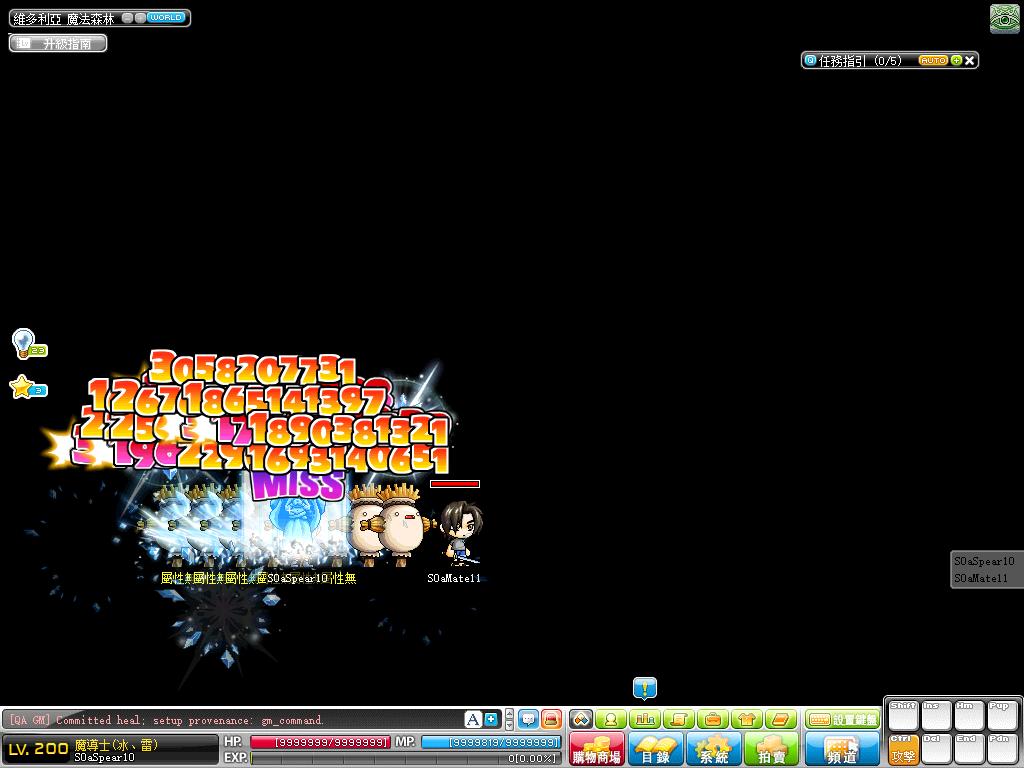 維多利亞 魔法森林 WORLD
升級指南
任務指引 (0/5) AUTO
23
3
3058207731
1865141397
1890381321
1693140651
MISS
SOaSpear10
SOaMate11
SOaSpear10
SOaMate11
[QA GM] Committed heal; setup provenance: gm_command.
A
設置鍵盤
LV. 200 魔導士(冰、雷)
SOaSpear10
HP. [9999999/9999999] MP. [9999819/9999999]
EXP. 0[0.00%]
購物商場 目錄 系統 拍賣 頻道
Shift Ins Hm Pup
Ctrl Del End Pdn
攻擊